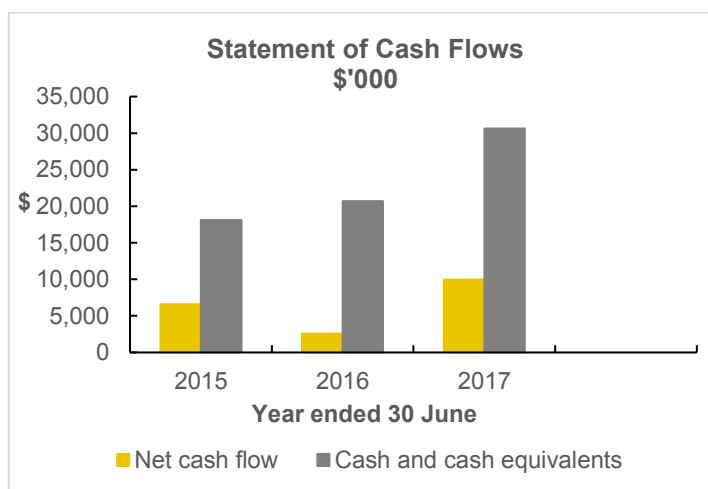 Statement of Cash Flows
$'000
35,000
30,000
25,000
$ 20,000
15,000
10,000
5,000
0
2015 2016 2017
Year ended 30 June
Net cash flow Cash and cash equivalents